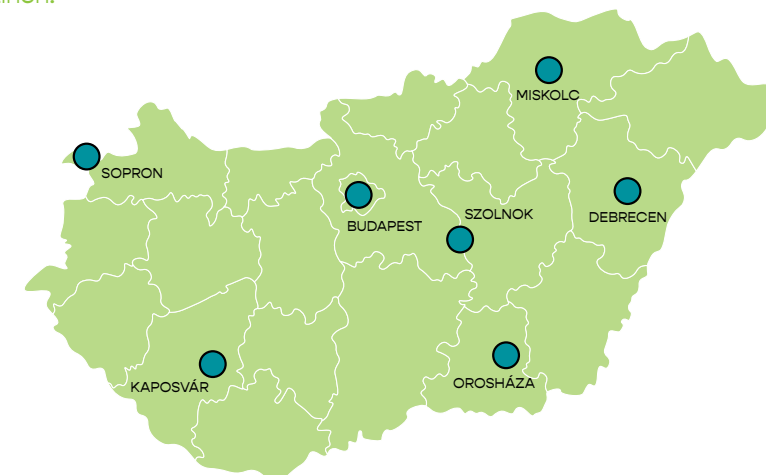 MISKOLC
SOPRON
SZOLNOK
DEBRECEN
BUDAPEST
OROSHÁZA
KAPOSVÁR